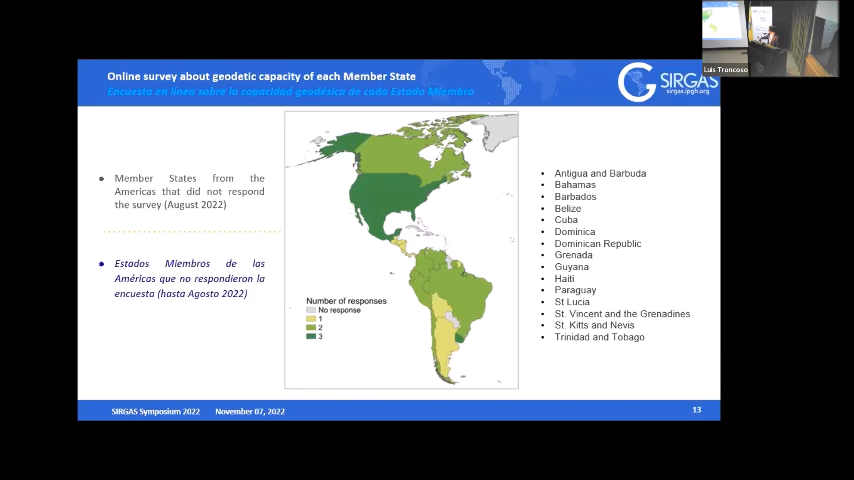 Luis Troncoso
Online survey about geodetic capacity of each Member State
Encuesta en línea sobre la capacidad geodésica de cada Estado Miembro
SIRGAS
sirgas.ipgh.org
● Member States from the
Americas that did not respond
the survey (August 2022)
● Estados Miembros de las
Américas que no respondieron la
encuesta (hasta Agosto 2022)
Number of responses
No response
1
2
3
• Antigua and Barbuda
• Bahamas
• Barbados
• Belize
• Cuba
• Dominica
• Dominican Republic
• Grenada
• Guyana
• Haiti
• Paraguay
• St Lucia
• St. Vincent and the Grenadines
• St. Kitts and Nevis
• Trinidad and Tobago
SIRGAS Symposium 2022 November 07, 2022
13